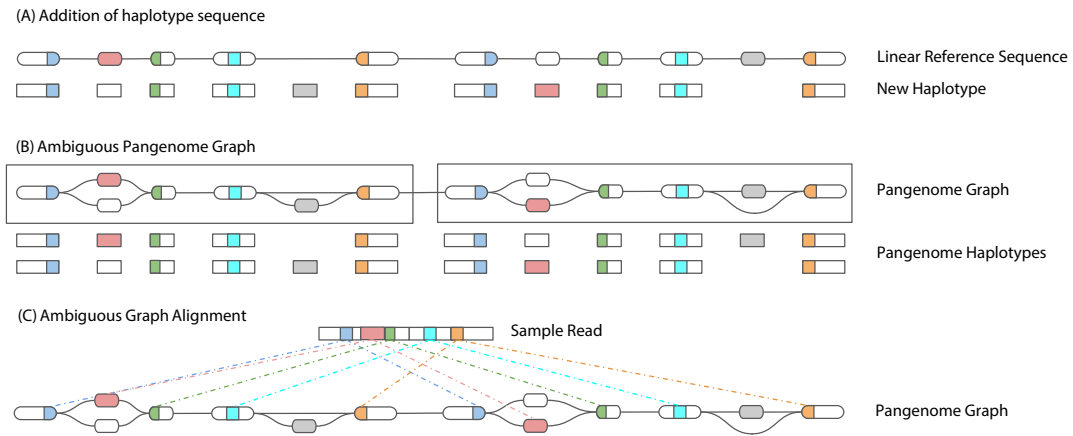 (A) Addition of haplotype sequence
Linear Reference Sequence
New Haplotype
(B) Ambiguous Pangenome Graph
Pangenome Graph
Pangenome Haplotypes
(C) Ambiguous Graph Alignment
Sample Read
Pangenome Graph